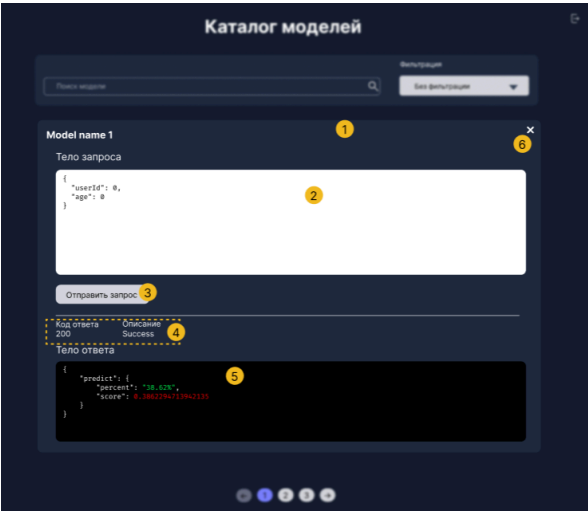 Каталог моделей
Фильтрация
Поиск модели
Без фильтрации
1
Model name 1
6
Тело запроса
{
"userId": 0,
"age": 0
}
2
Отправить запрос
3
Код ответа Описание
200 Success
4
Тело ответа
{
"predict": {
"percent": "38.62%",
"score": 0.3862294715942135
}
}
5
1 2 3